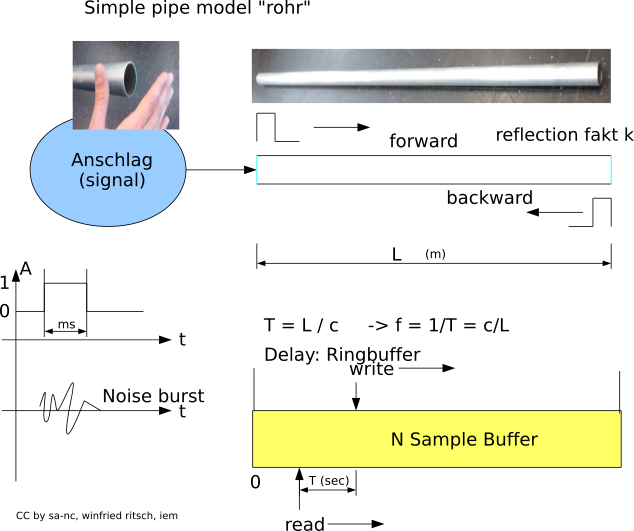 Simple pipe model "rohr"
Anschlag
(signal)
forward
reflection fakt k
backward
L (m)
1
A
0
ms
t
Noise burst
t
T = L / c -> f = 1/T = c/L
Delay: Ringbuffer
write
N Sample Buffer
0
T (sec)
read
CC by sa-nc, winfried ritsch, iem